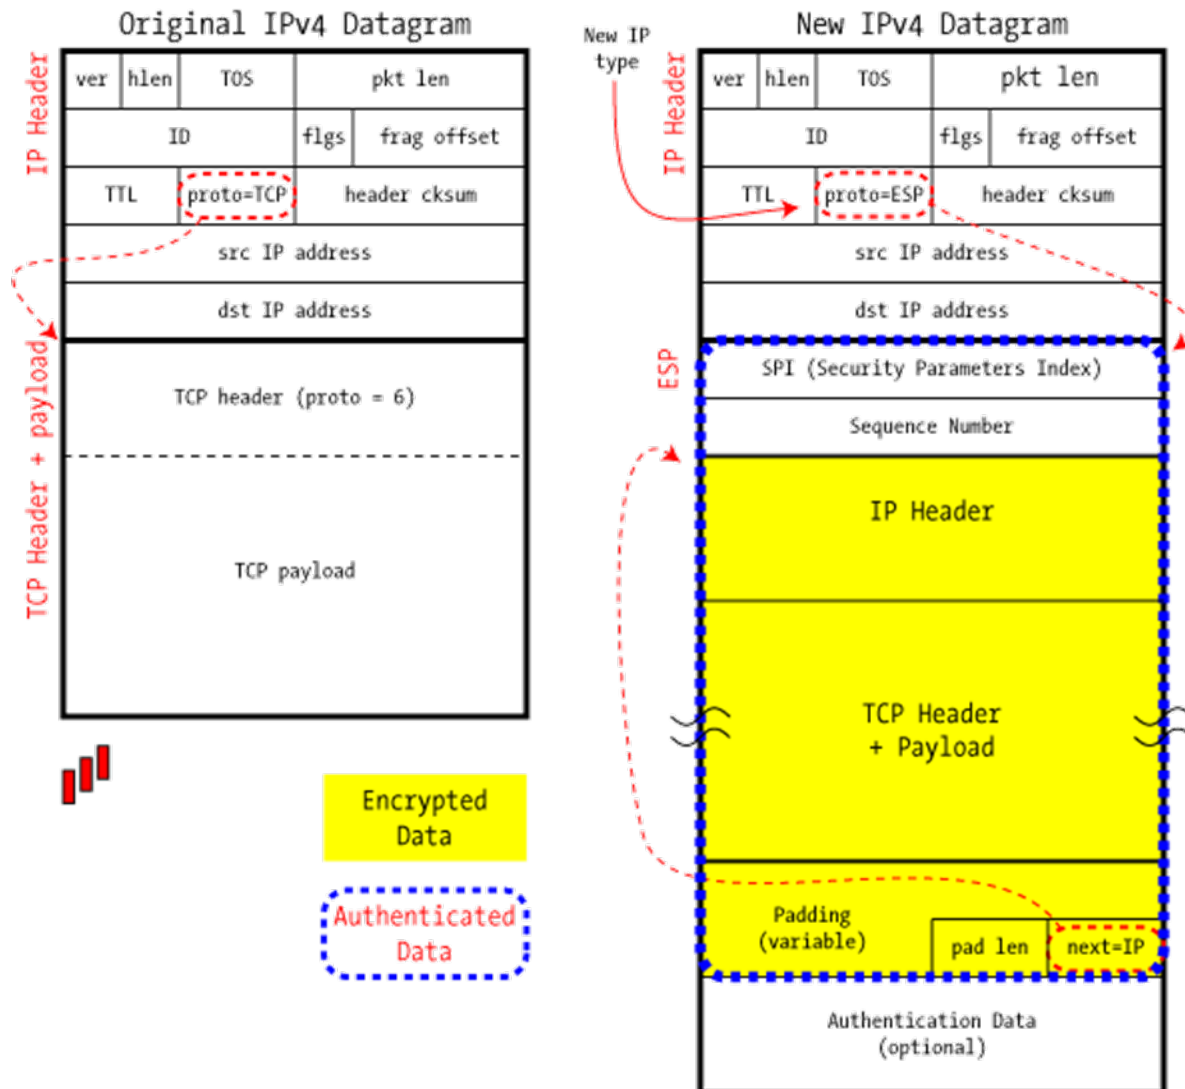 Original IPv4 Datagram
IP Header
ver hlen TOS pkt len
ID flgs frag offset
TTL proto=TCP header cksum
src IP address
dst IP address
TCP Header + payload
TCP header (proto = 6)
TCP payload
Encrypted
Data
Authenticated
Data
New IPv4 Datagram
New IP
type
IP Header
ver hlen TOS pkt len
ID flgs frag offset
TTL proto=ESP header cksum
src IP address
dst IP address
ESP
SPI (Security Parameters Index)
Sequence Number
IP Header
TCP Header
+ Payload
Padding
(variable)
pad len next=IP
Authentication Data
(optional)